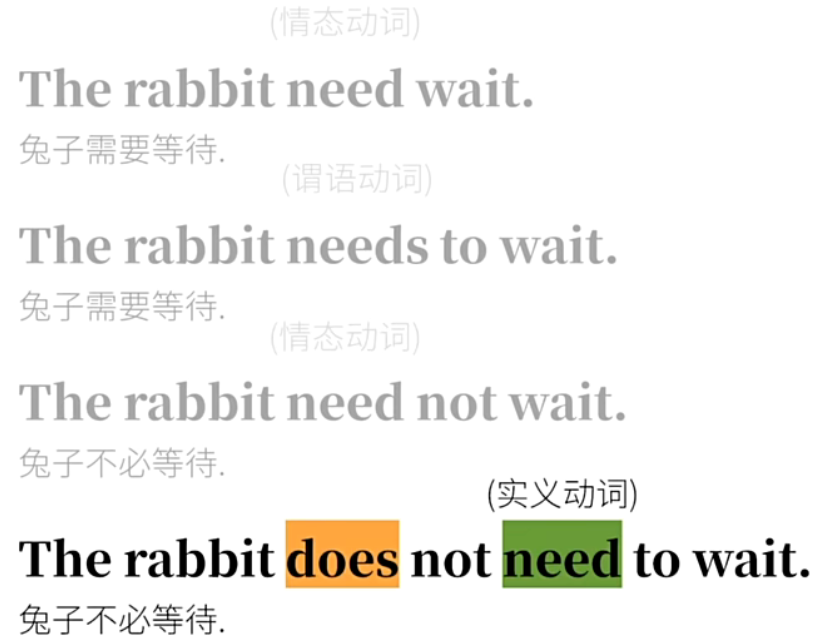 (情态动词)
The rabbit need wait.
兔子需要等待.
(谓语动词)
The rabbit needs to wait.
兔子需要等待.
(情态动词)
The rabbit need not wait.
兔子不必等待.
(实义动词)
The rabbit does not need to wait.
兔子不必等待.